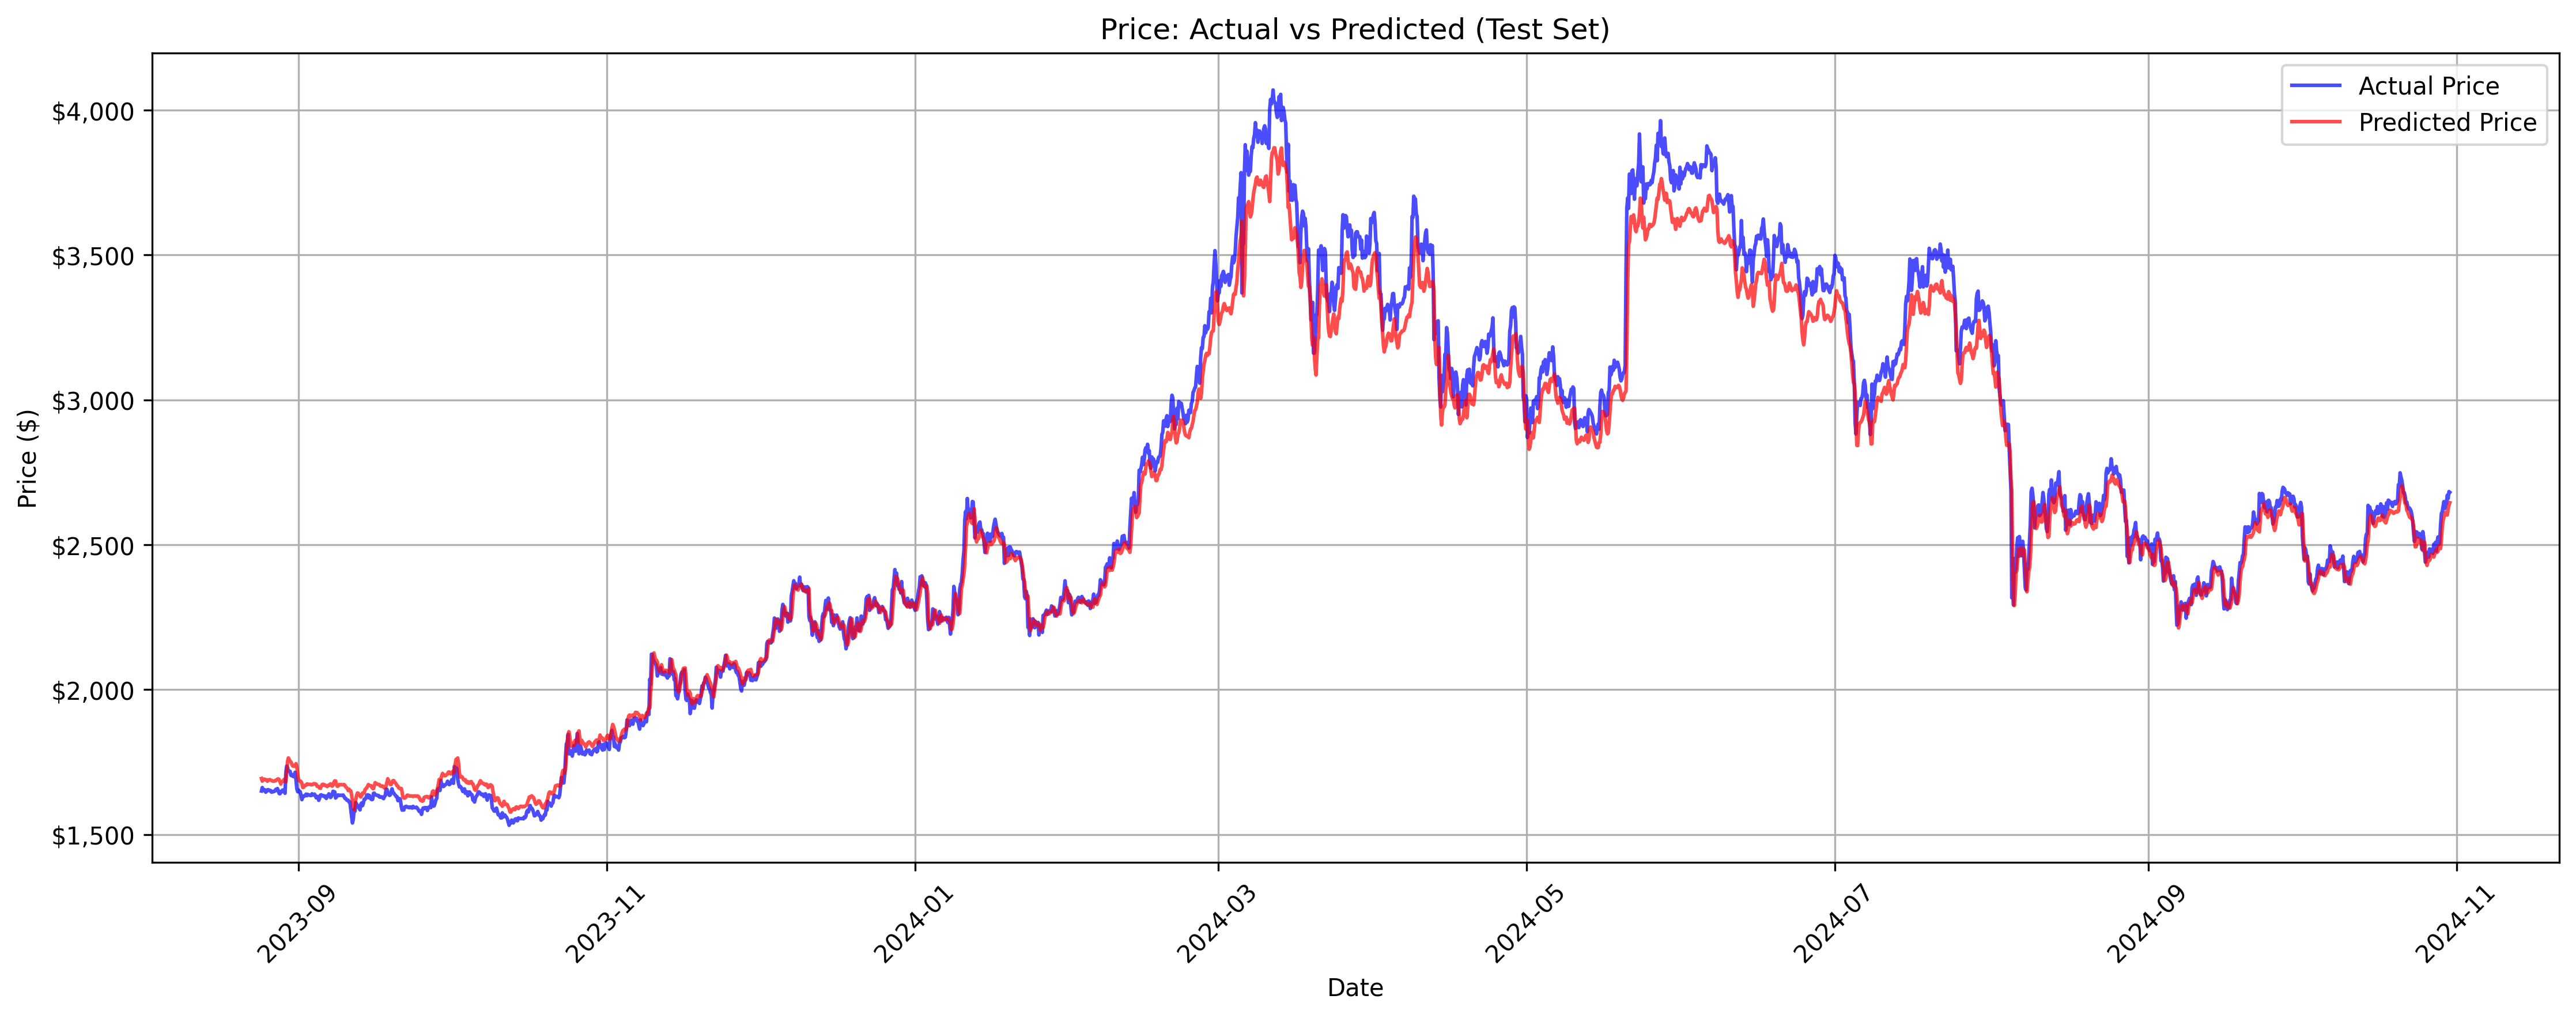 Price: Actual vs Predicted (Test Set)
Actual Price
Predicted Price
Price ($)
$4,000
$3,500
$3,000
$2,500
$2,000
$1,500
2023-09
2023-11
2024-01
2024-03
2024-05
2024-07
2024-09
2024-11
Date